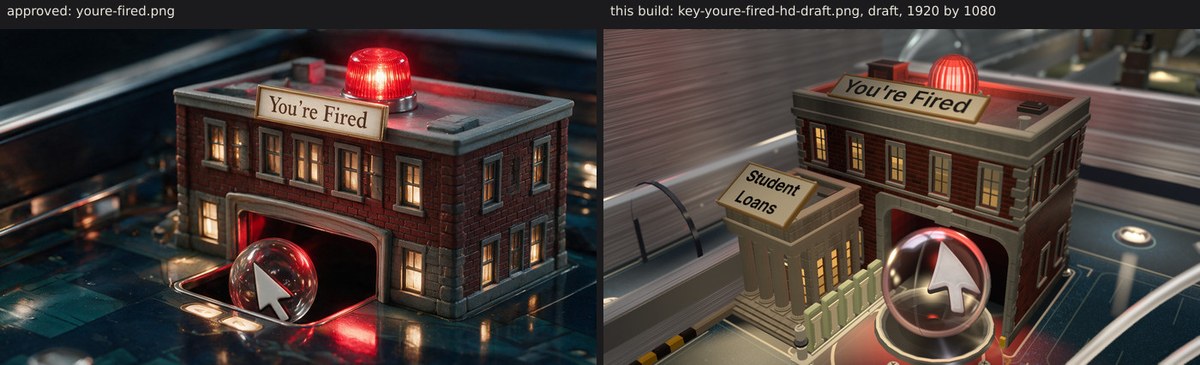 approved: youre-fired.png
this build: key-youre-fired-hd-draft.png, draft, 1920 by 1080
You're Fired
You're Fired
Student
Loans